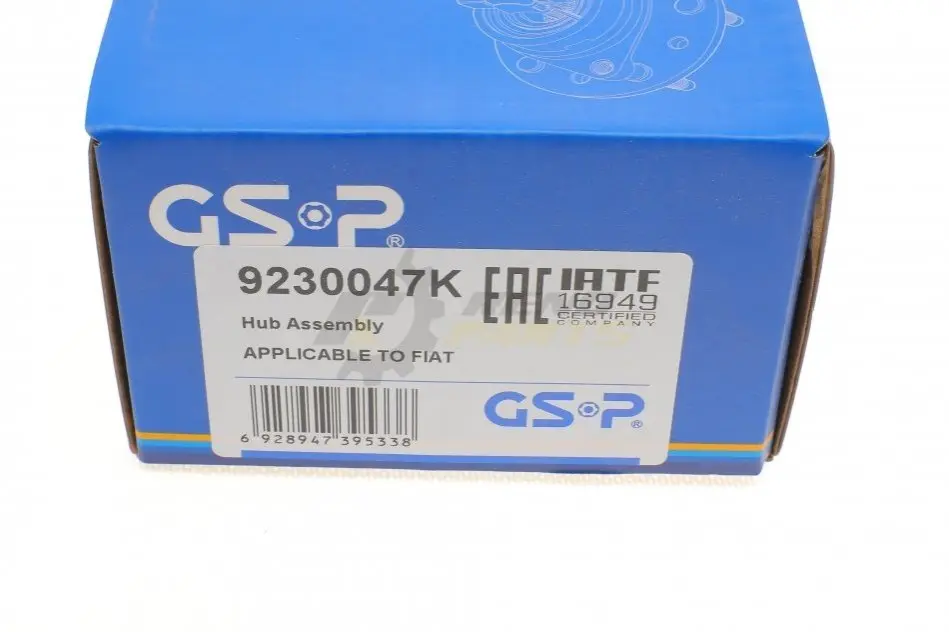 GSP®
9230047K
EAC
IATF
16949
CERTIFIED
COMPANY
Hub Assembly
APPLICABLE TO FIAT
GSP®
6 928947 395338